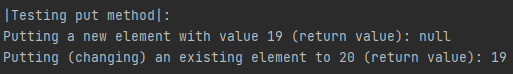 |Testing put method|:
Putting a new element with value 19 (return value): null
Putting (changing) an existing element to 20 (return value): 19